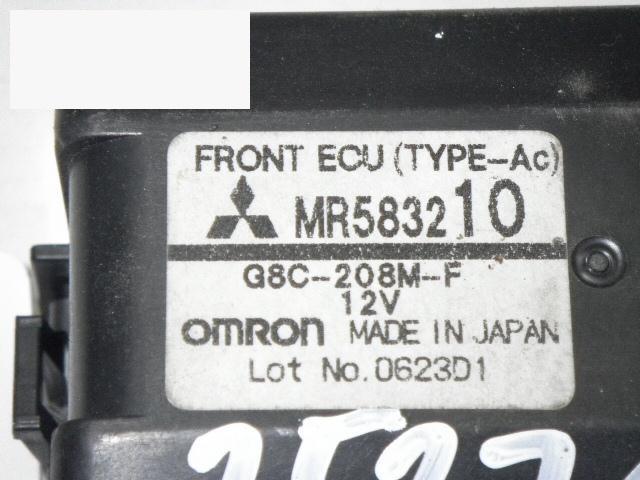 FRONT ECU (TYPE-Ac)
MR583210
G8C-208M-F
12V
OMRON MADE IN JAPAN
Lot No.0623D1